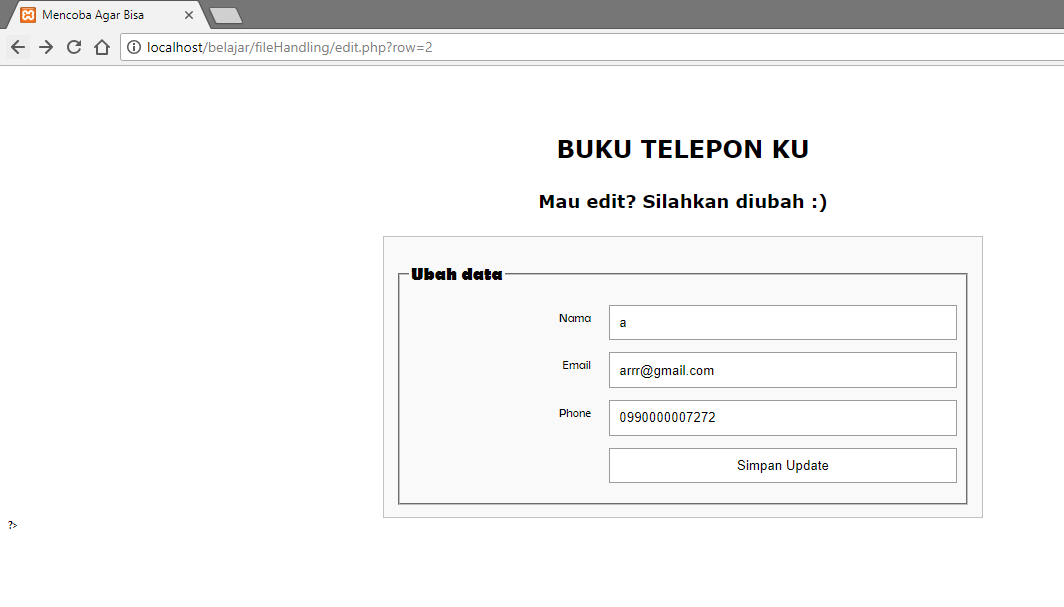 Mencoba Agar Bisa
localhost/belajar/fileHandling/edit.php?row=2
BUKU TELEPON KU
Mau edit? Silahkan diubah :)
Ubah data
Nama a
Email arrr@gmail.com
Phone 0990000007272
Simpan Update
?>